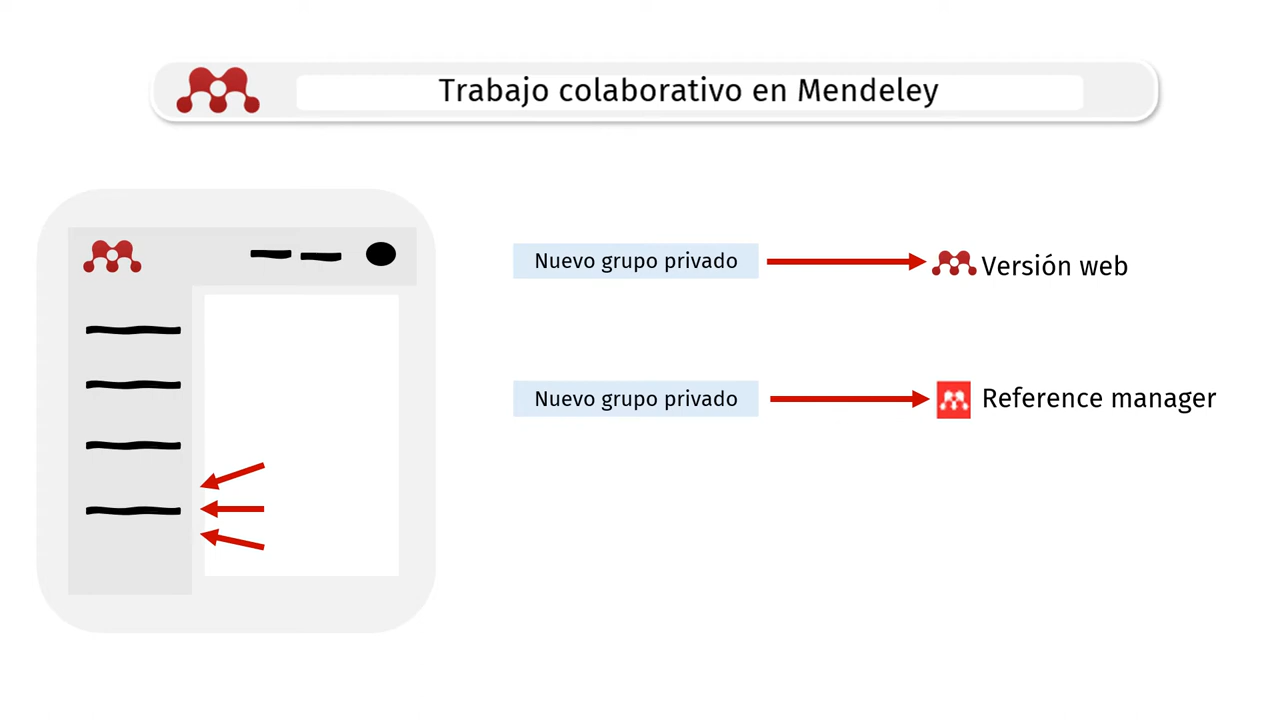 Trabajo colaborativo en Mendeley
Nuevo grupo privado
Versión web
Nuevo grupo privado
Reference manager